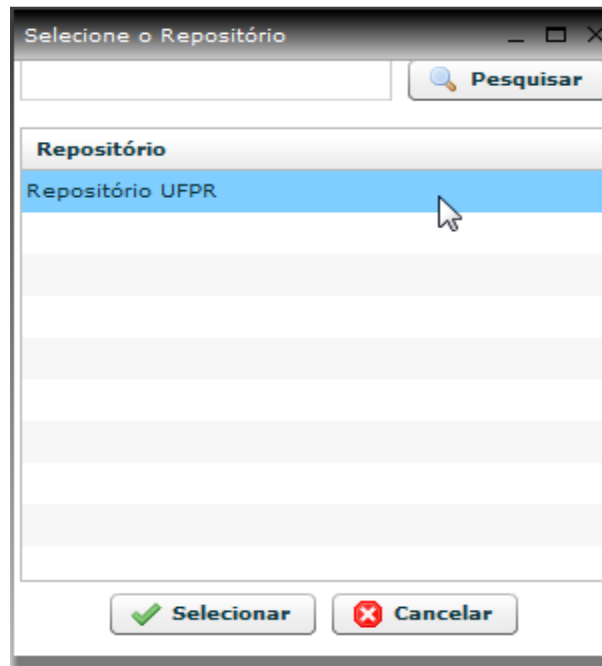 Selecione o Repositório
Pesquisar
Repositório
Repositório UFPR
Selecionar
Cancelar